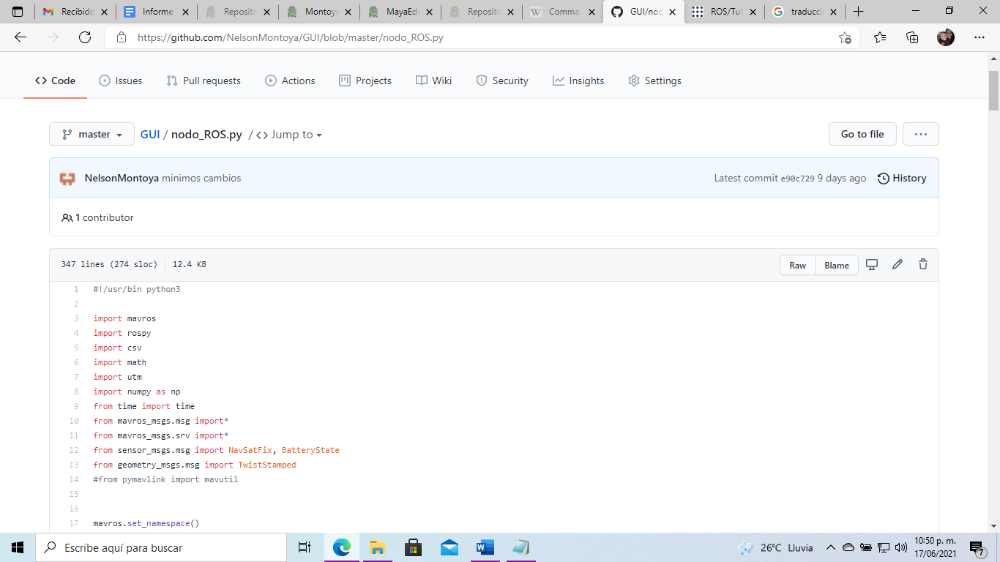 Recibido
Informe
Reposito
Montoya
MayaEd
Reposito
Comma
GUI/nod
ROS/Tut
traducci
https://github.com/NelsonMontoya/GUI/blob/master/nodo_ROS.py
Code Issues Pull requests Actions Projects Wiki Security Insights Settings
master GUI / nodo_ROS.py / Jump to Go to file ...
NelsonMontoya minimos cambios Latest commit e90c729 9 days ago History
1 contributor
347 lines (274 sloc) 12.4 KB Raw Blame
1 #!/usr/bin python3
2
3 import mavros
4 import rospy
5 import csv
6 import math
7 import utm
8 import numpy as np
9 from time import time
10 from mavros_msgs.msg import*
11 from mavros_msgs.srv import*
12 from sensor_msgs.msg import NavSatFix, BatteryState
13 from geometry_msgs.msg import TwistStamped
14 #from pymavlink import mavutil
15
16
17 mavros.set_namespace()
Escribe aquí para buscar
26°C Lluvia
10:50 p. m.
17/06/2021
7